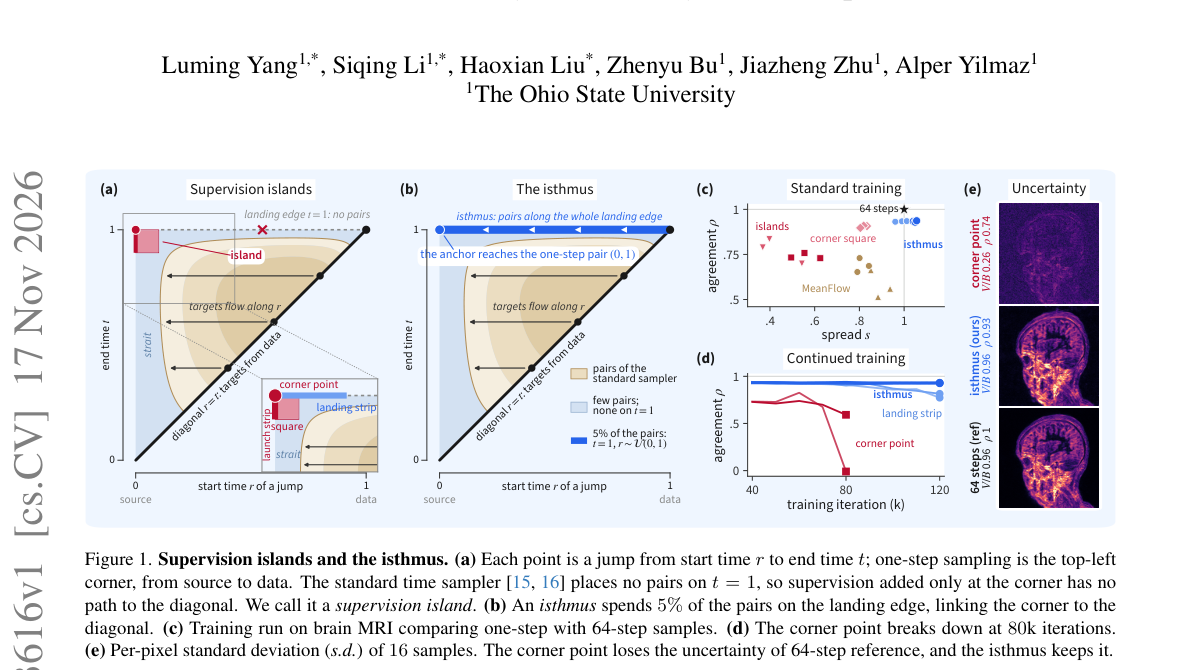 Luming Yang1,*, Siqing Li1,*, Haoxian Liu*, Zhenyu Bu1, Jiazheng Zhu1, Alper Yilmaz1
1The Ohio State University
616v1 [cs.CV] 17 Nov 2026
(a) Supervision islands
landing edge t = 1: no pairs
1
island
targets flow along r
end time t
strait
diagonal r = r: targets from data
corner point
landing strip
launch strip
square
strait
0
0 start time r of a jump 1
source data
(b) The isthmus
isthmus: pairs along the whole landing edge
1
the anchor reaches the one-step pair (0, 1)
targets flow along r
end time t
strait
diagonal r = r: targets from data
pairs of the
standard sampler
few pairs;
none on t = 1
5% of the pairs:
t = 1, r ~ U(0, 1)
0
0 start time r of a jump 1
source data
(c) Standard training
64 steps
1
islands
corner square
isthmus
.75
MeanFlow
.5
agreement ρ
.4 .6 .8 1
spread s
(d) Continued training
1
isthmus
landing strip
.5
corner point
0
agreement ρ
40 80 120
training iteration (k)
(e) Uncertainty
corner point
V/B 0.26 ρ 0.74
isthmus (ours)
V/B 0.96 ρ 0.93
64 steps (ref)
V/B 0.96 ρ 1
Figure 1. Supervision islands and the isthmus. (a) Each point is a jump from start time r to end time t; one-step sampling is the top-left
corner, from source to data. The standard time sampler [15, 16] places no pairs on t = 1, so supervision added only at the corner has no
path to the diagonal. We call it a supervision island. (b) An isthmus spends 5% of the pairs on the landing edge, linking the corner to the
diagonal. (c) Training run on brain MRI comparing one-step with 64-step samples. (d) The corner point breaks down at 80k iterations.
(e) Per-pixel standard deviation (s.d.) of 16 samples. The corner point loses the uncertainty of 64-step reference, and the isthmus keeps it.